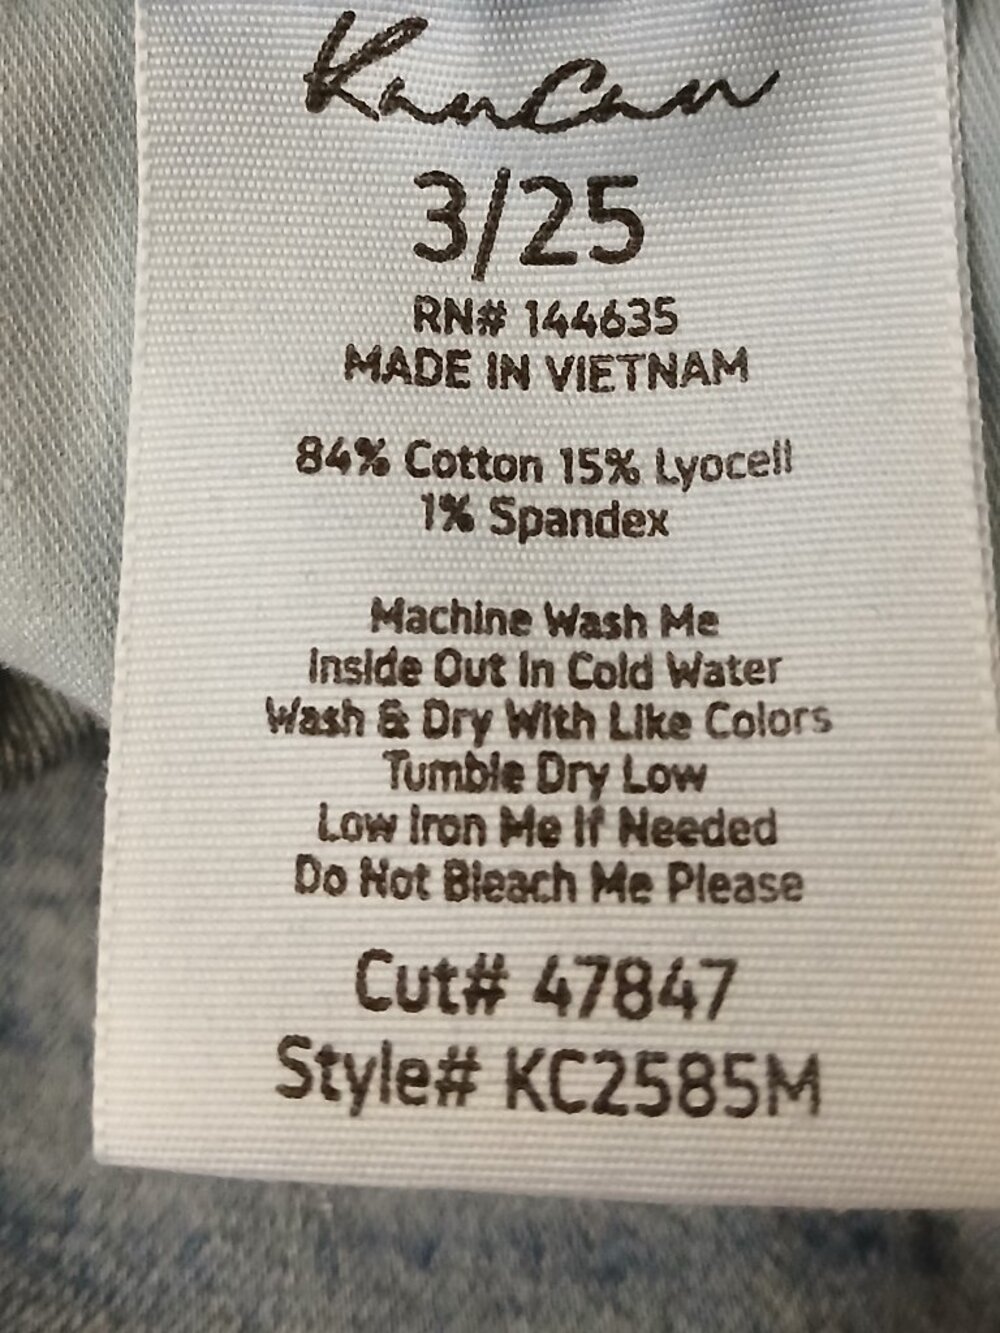 KanCan
3/25
RN# 144635
MADE IN VIETNAM
84% Cotton 15% Lyocell
1% Spandex
Machine Wash Me
Inside Out In Cold Water
Wash & Dry With Like Colors
Tumble Dry Low
Low Iron Me If Needed
Do Not Bleach Me Please
Cut# 47847
Style# KC2585M